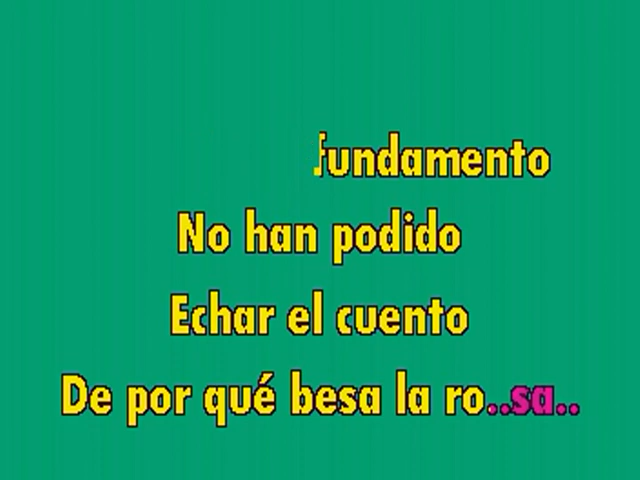 fundamento
No han podido
Echar el cuento
De por qué besa la ro..sa..